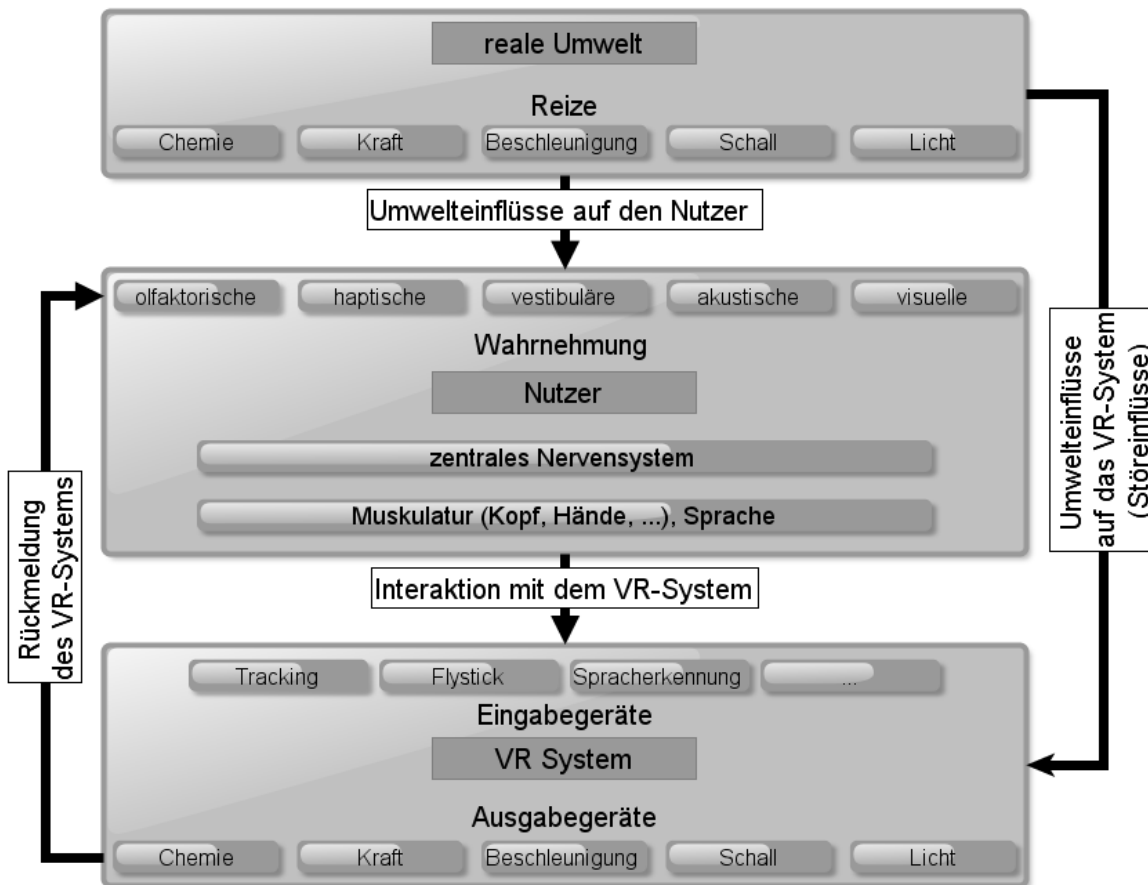 reale Umwelt
Reize
Chemie
Kraft
Beschleunigung
Schall
Licht
Umwelteinflüsse auf den Nutzer
olfaktorische
haptische
vestibuläre
akustische
visuelle
Wahrnehmung
Nutzer
zentrales Nervensystem
Muskulatur (Kopf, Hände, ...), Sprache
Interaktion mit dem VR-System
Tracking
Flystick
Spracherkennung
...
Eingabegeräte
VR System
Ausgabegeräte
Chemie
Kraft
Beschleunigung
Schall
Licht
Rückmeldung
des VR-Systems
Umwelteinflüsse
auf das VR-System
(Störeinflüsse)